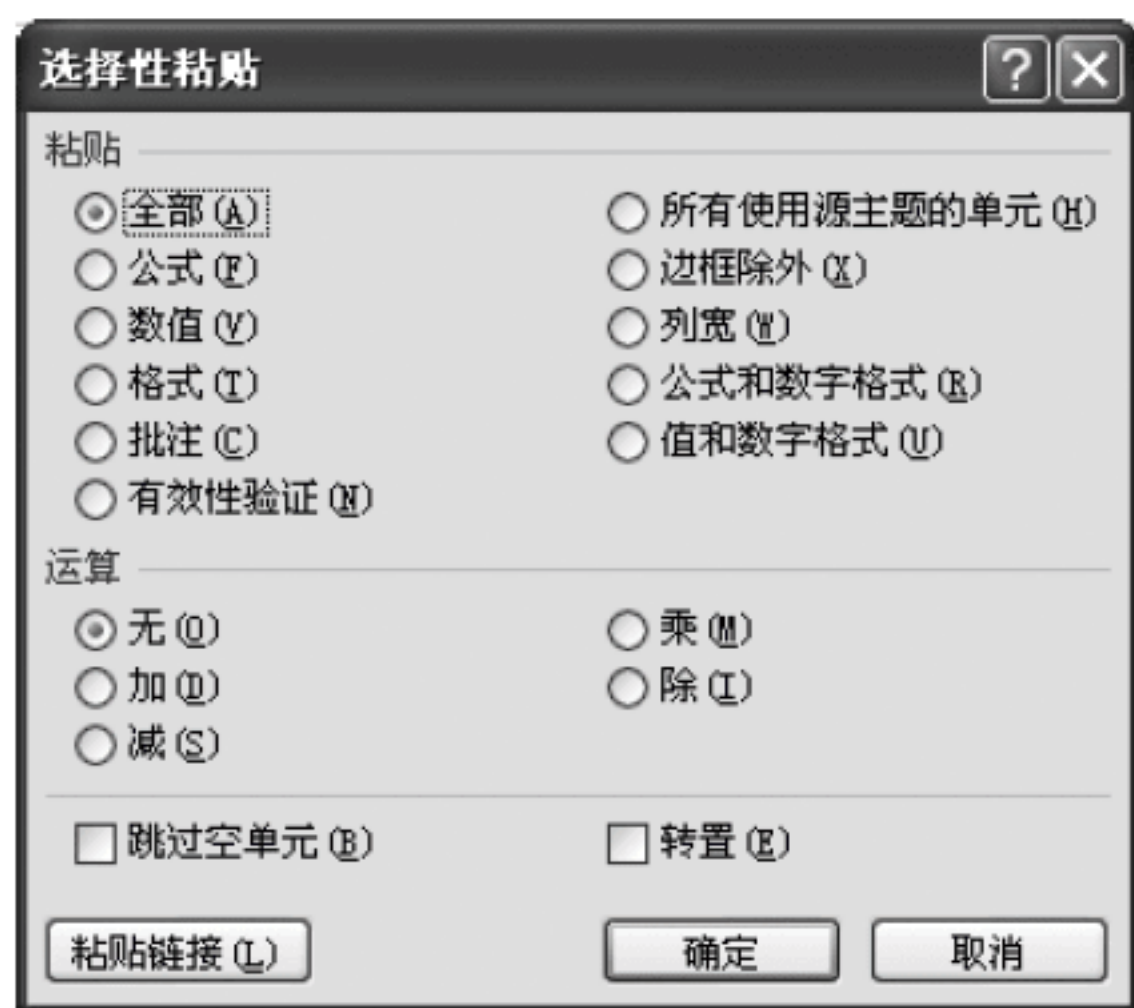 选择性粘贴
粘贴
全部(A) 所有使用源主题的单元(H)
公式(F) 边框除外(X)
数值(V) 列宽(W)
格式(T) 公式和数字格式(R)
批注(C) 值和数字格式(U)
有效性验证(N)
运算
无(O) 乘(M)
加(D) 除(I)
减(S)
跳过空单元(B) 转置(E)
粘贴链接(L) 确定 取消